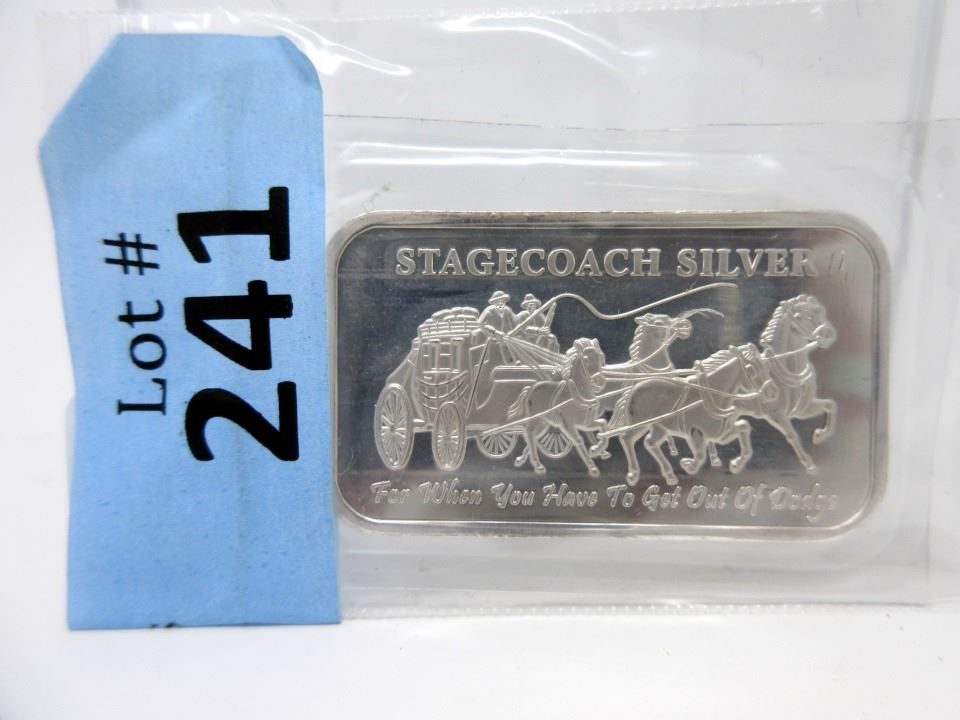 Lot #
241
STAGECOACH SILVER
For When You Have To Get Out Of Dodge